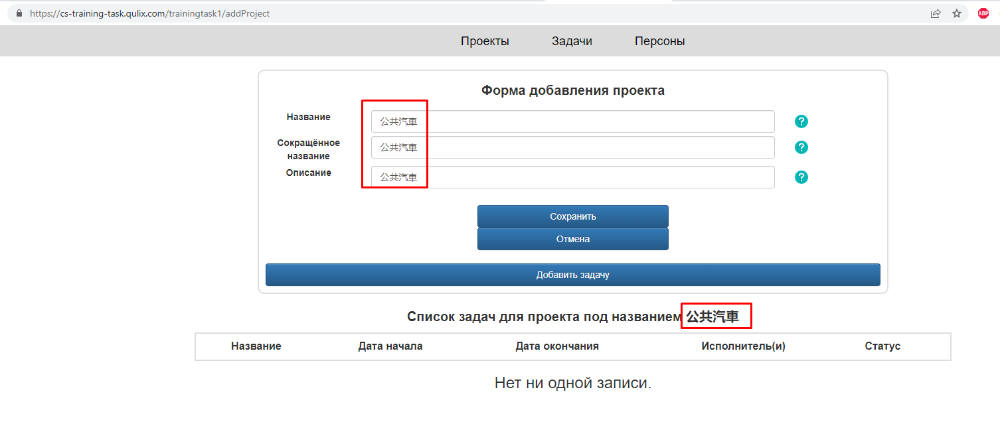 https://cs-training-task.qulix.com/trainingtask1/addProject
ABP
Проекты Задачи Персоны
Форма добавления проекта
Название 公共汽車 ?
Сокращённое
название
公共汽車 ?
Описание 公共汽車 ?
Сохранить
Отмена
Добавить задачу
Список задач для проекта под названием 公共汽車
Название Дата начала Дата окончания Исполнитель(и) Статус
Нет ни одной записи.